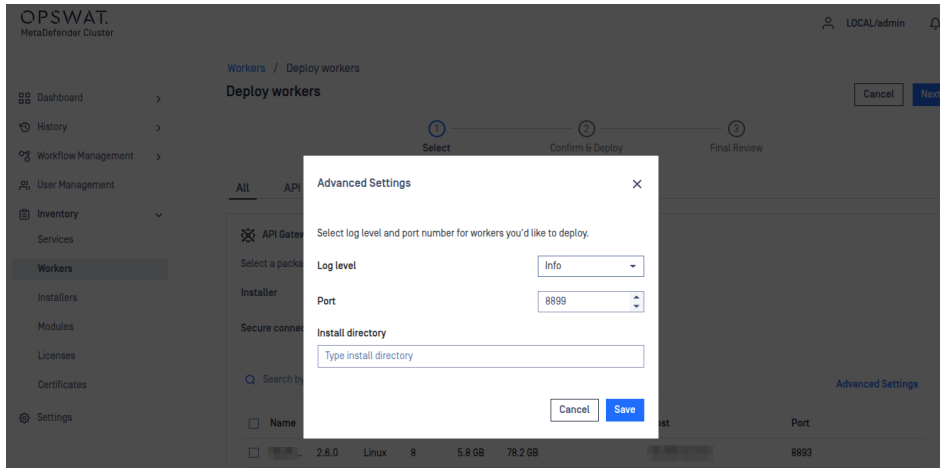 OPSWAT.
MetaDefender Cluster
LOCAL/admin
Workers / Deploy workers
Deploy workers
Cancel
Next
Dashboard
History
Workflow Management
User Management
Inventory
Services
Workers
Installers
Modules
Licenses
Certificates
Settings
1
2
3
Select
Confirm & Deploy
Final Review
All
API
API
Select a
Installer
Secure
Search by
Advanced Settings
Name
Port
2.6.0 Linux 8 5.8 GB 78.2 GB 8893
Advanced Settings
Select log level and port number for workers you'd like to deploy.
Log level
Info
Port
8899
Install directory
Type install directory
Cancel
Save